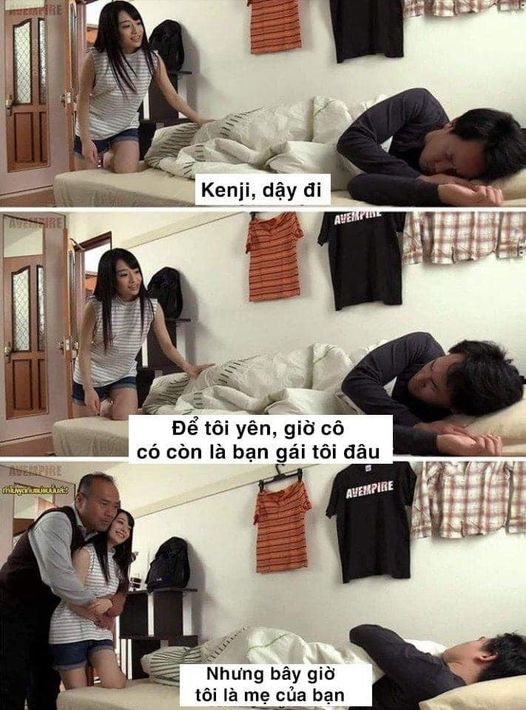 AVEMPIRE
Kenji, dậy đi
AVEMPIRE
AVEMPIRE
Để tôi yên, giờ cô
có còn là bạn gái tôi đâu
AVEMPIRE
AVEMPIRE
Nhưng bây giờ
tôi là mẹ của bạn